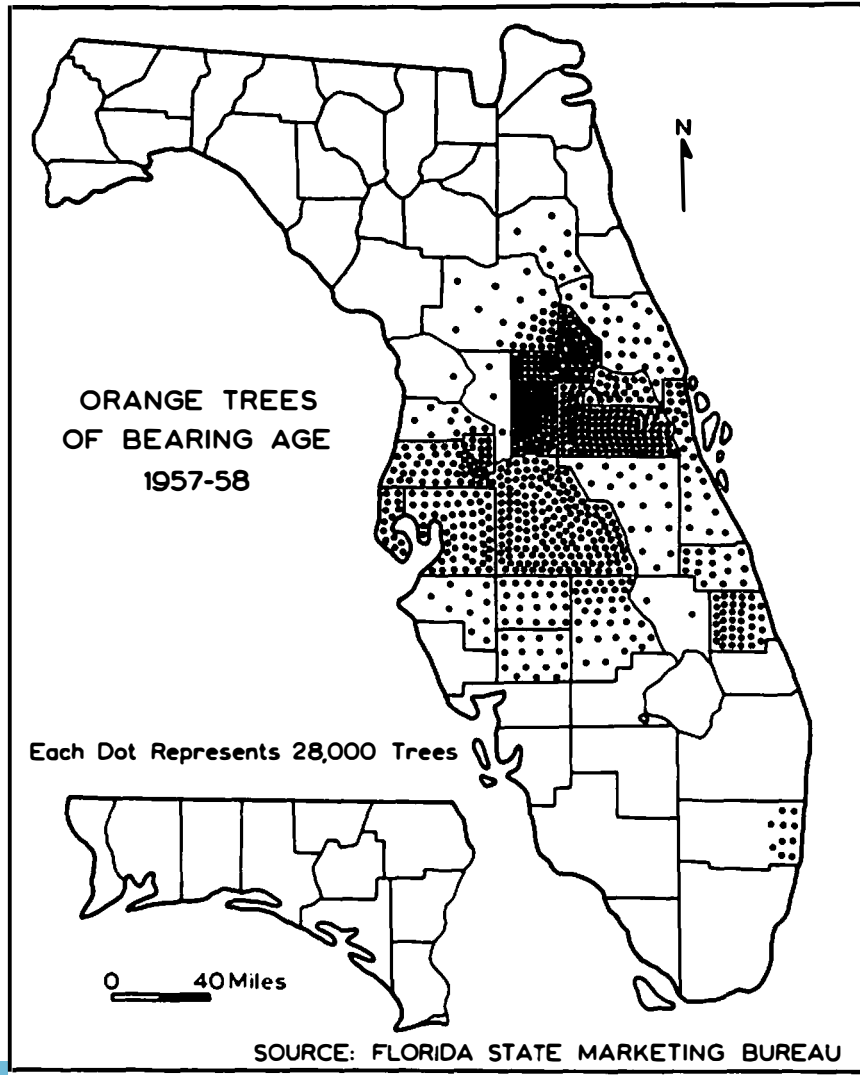 N
ORANGE TREES
OF BEARING AGE
1957-58
Each Dot Represents 28,000 Trees
0 40 Miles
SOURCE: FLORIDA STATE MARKETING BUREAU